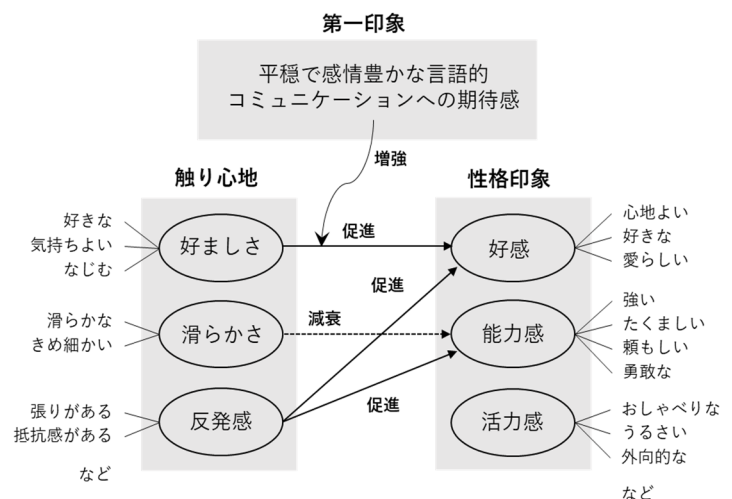 第一印象
平穏で感情豊かな言語的
コミュニケーションへの期待感
増強
触り心地
性格印象
好きな
気持ちよい
なじむ
好ましさ
促進
好感
心地よい
好きな
愛らしい
促進
滑らかな
きめ細かい
滑らかさ
減衰
能力感
強い
たくましい
頼もしい
勇敢な
張りがある
抵抗感がある
反発感
促進
活力感
おしゃべりな
うるさい
外向的な
など
など